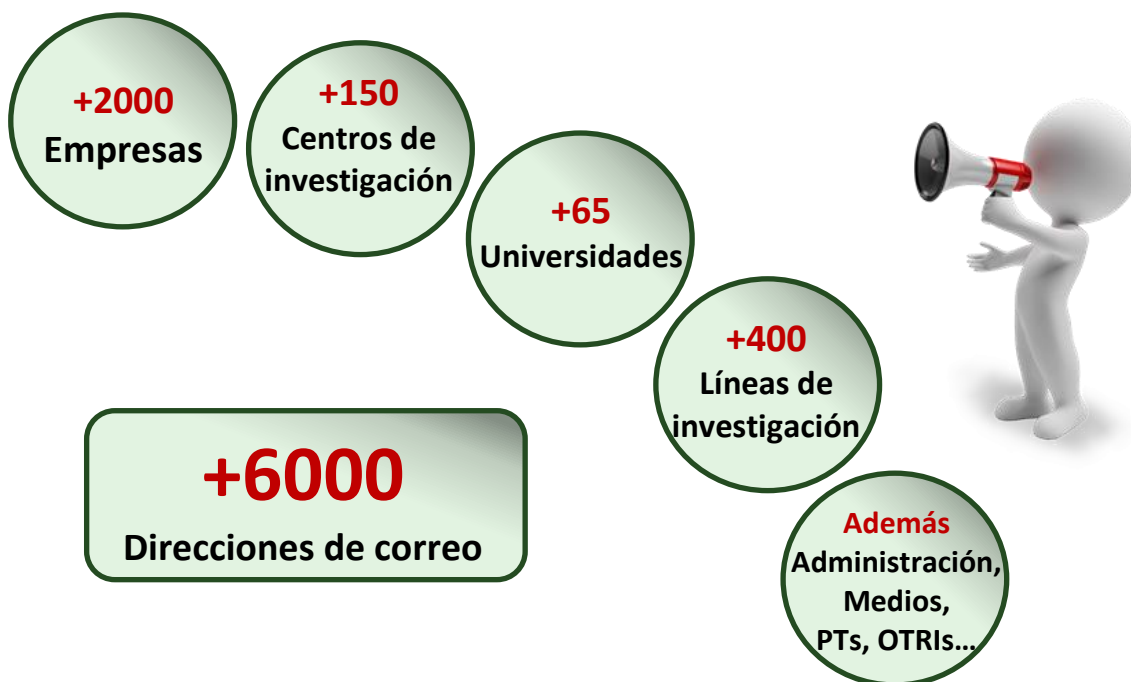 +2000
Empresas
+150
Centros de
investigación
+65
Universidades
+400
Líneas de
investigación
+6000
Direcciones de correo
Además
Administración,
Medios,
PTs, OTRIs...